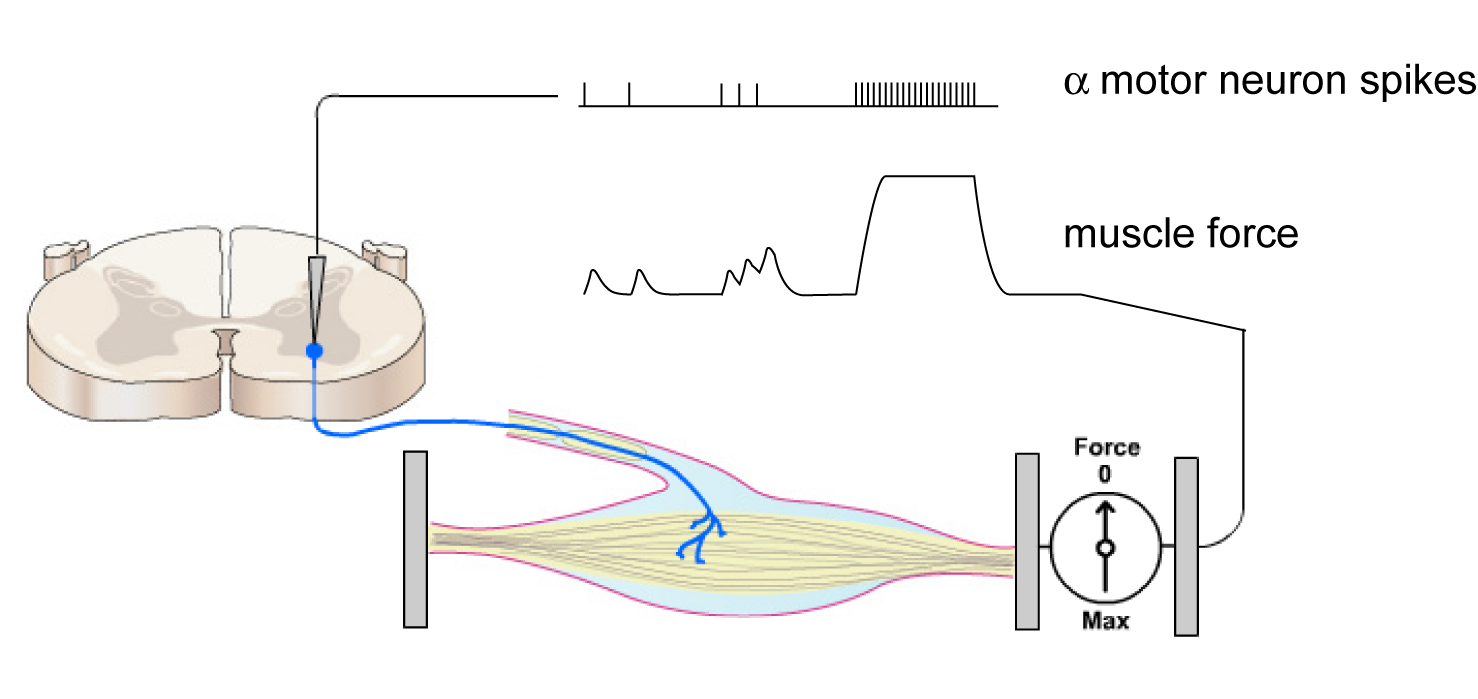 α motor neuron spikes
muscle force
Force
0
Max